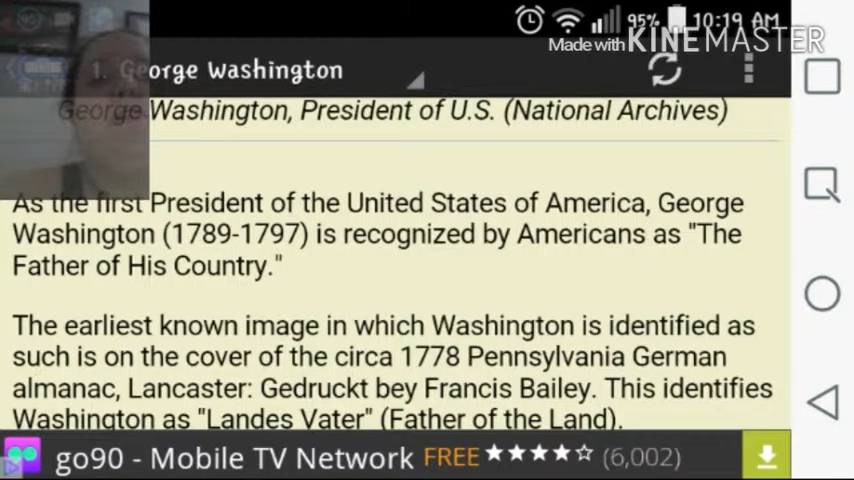 95% 10:19 AM
Made with KINEMASTER
1. George Washington
George Washington, President of U.S. (National Archives)
As the first President of the United States of America, George
Washington (1789-1797) is recognized by Americans as "The
Father of His Country."
The earliest known image in which Washington is identified as
such is on the cover of the circa 1778 Pennsylvania German
almanac, Lancaster: Gedruckt bey Francis Bailey. This identifies
Washington as "Landes Vater" (Father of the Land).
go90 - Mobile TV Network FREE (6,002)